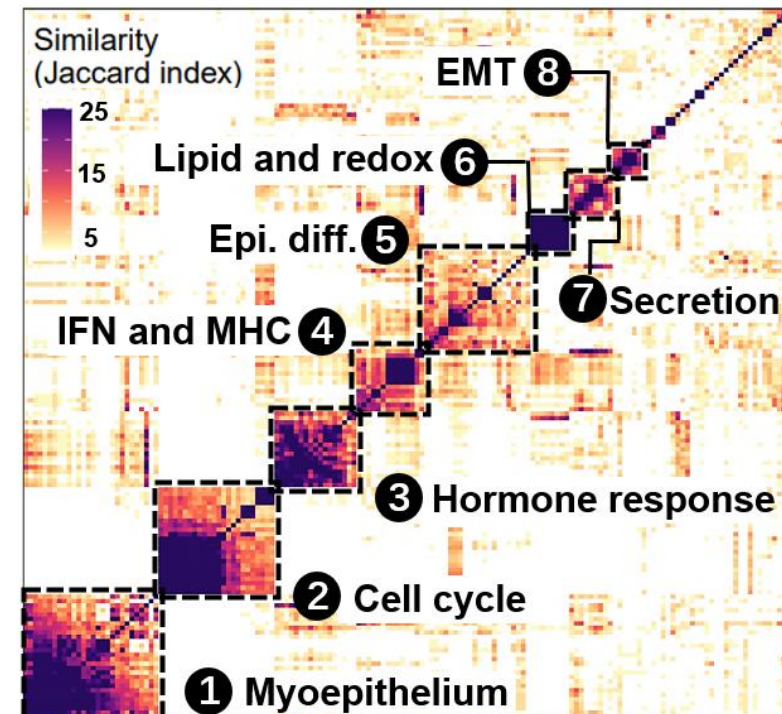 Similarity
(Jaccard index)
25
15
5
EMT 8
Lipid and redox 6
Epi. diff. 5
7 Secretion
IFN and MHC 4
3 Hormone response
2 Cell cycle
1 Myoepithelium